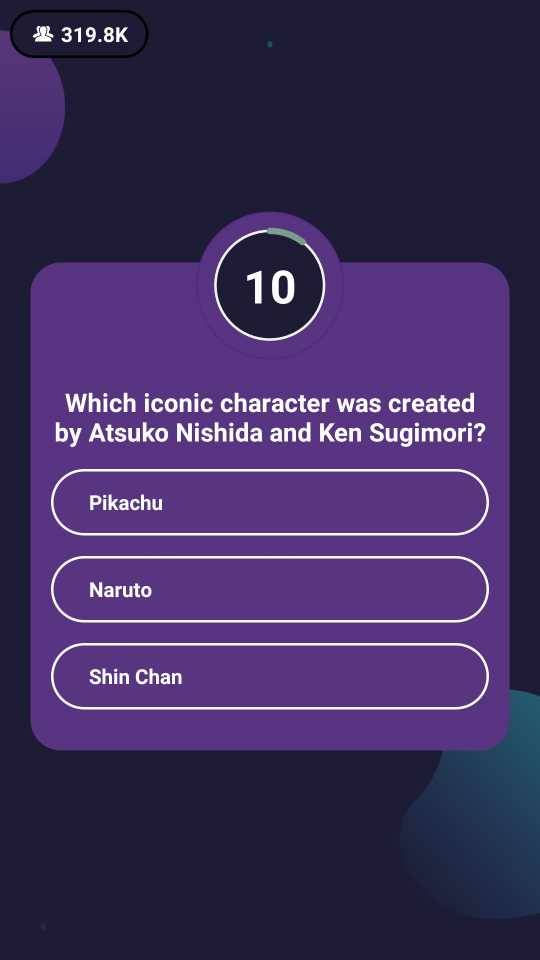 319.8K
10
Which iconic character was created
by Atsuko Nishida and Ken Sugimori?
Pikachu
Naruto
Shin Chan